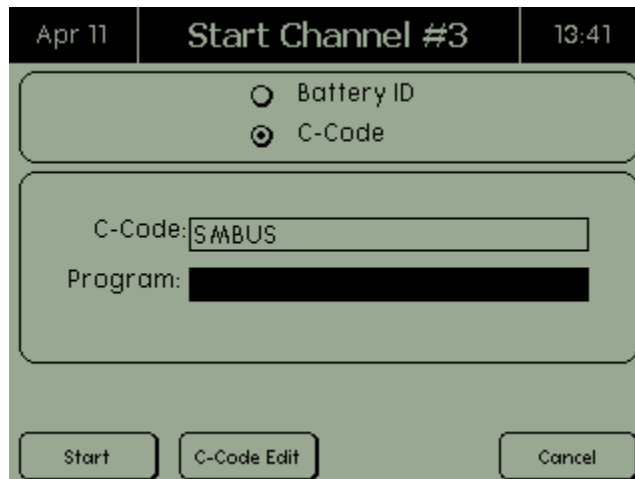 Apr 11 Start Channel #3 13:41
Battery ID
C-Code
C-Code: SMBUS
Program:
Start C-Code Edit Cancel